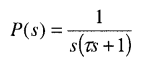 P(s) = 1 / s(τs + 1)